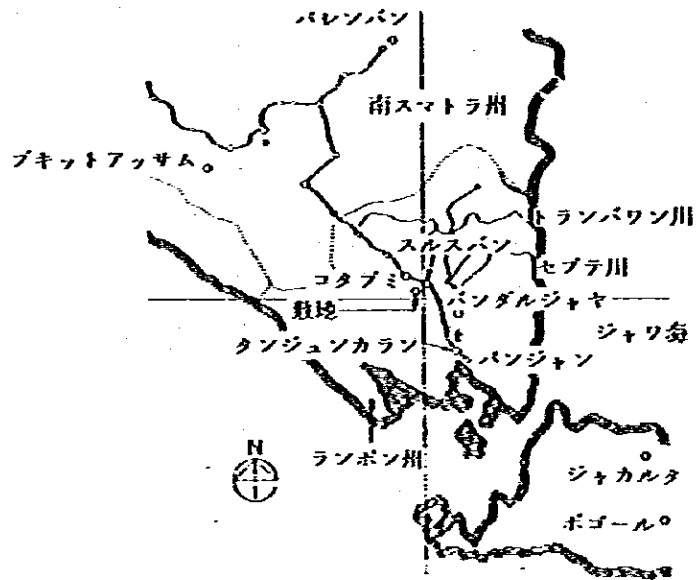 パレンバン
南スマトラ州
ブキットアッサム
トランバワン川
スルスバン
セプテ川
コタブミ
バンダルジャヤ
敷地
ジャワ海
タンジュンカラン
パンジャン
N
ランポン州
ジャカルタ
ボゴール